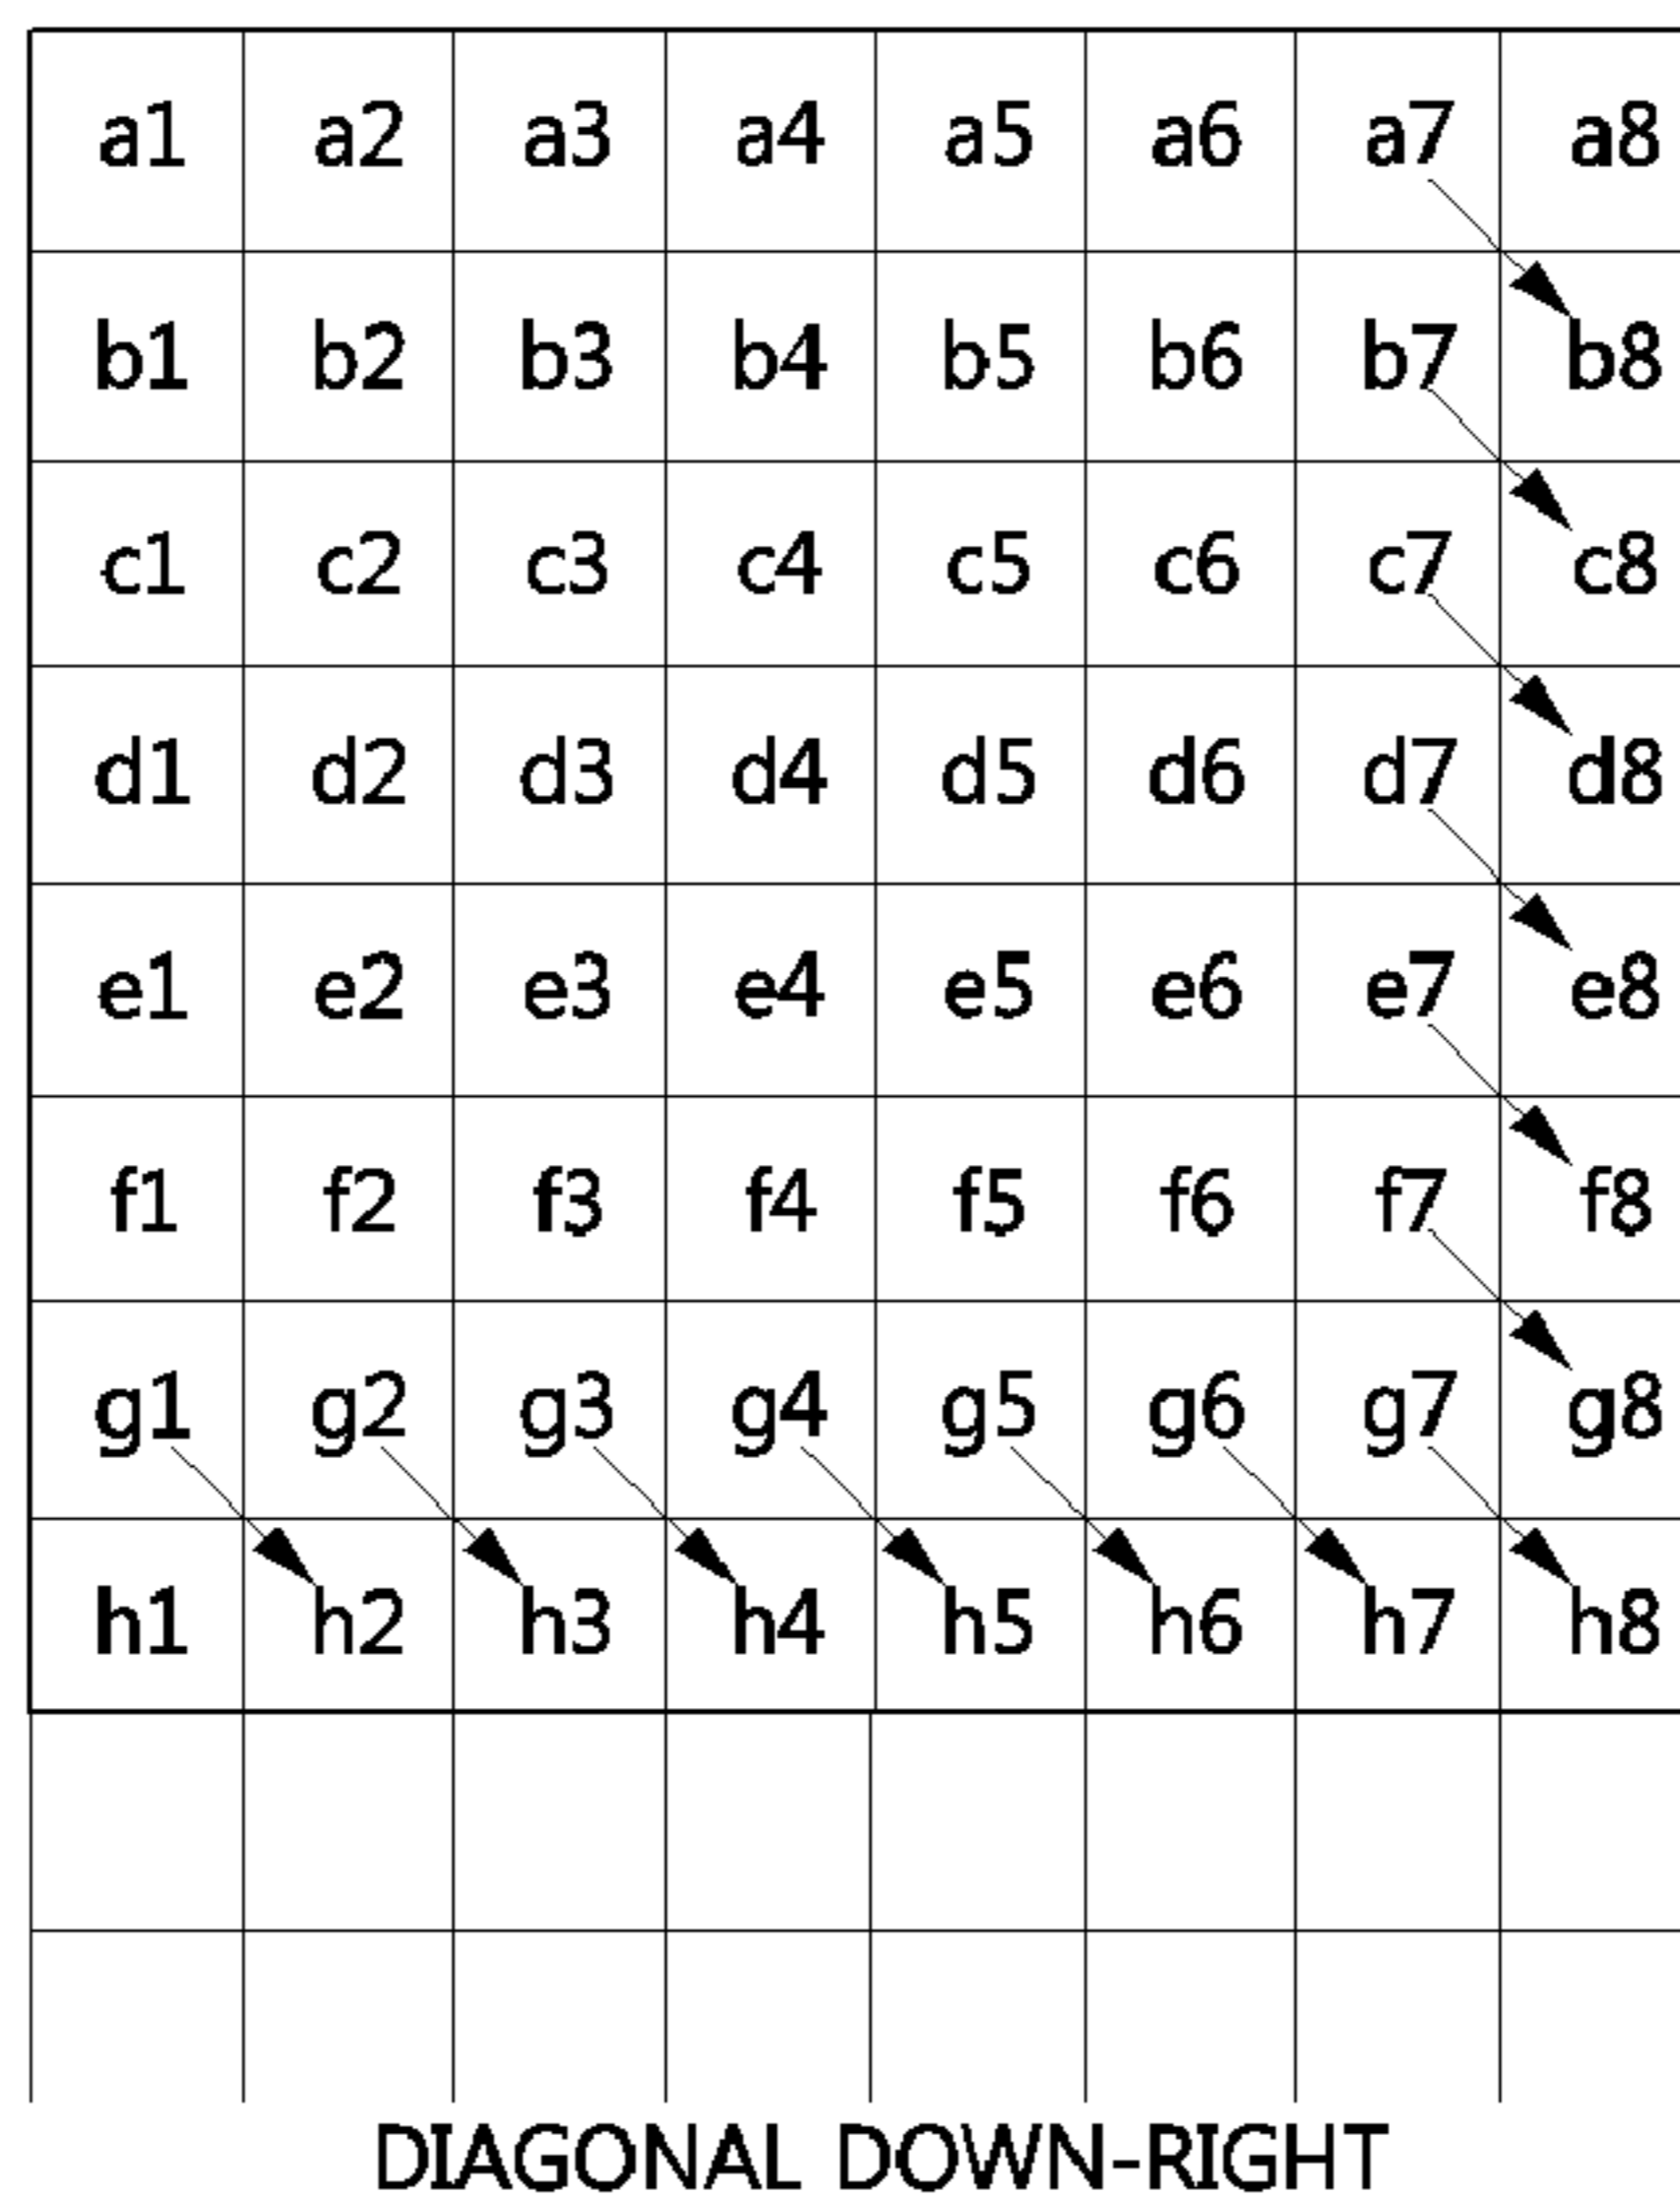 a1 a2 a3 a4 a5 a6 a7 a8
b1 b2 b3 b4 b5 b6 b7 b8
c1 c2 c3 c4 c5 c6 c7 c8
d1 d2 d3 d4 d5 d6 d7 d8
e1 e2 e3 e4 e5 e6 e7 e8
f1 f2 f3 f4 f5 f6 f7 f8
g1 g2 g3 g4 g5 g6 g7 g8
h1 h2 h3 h4 h5 h6 h7 h8
DIAGONAL DOWN-RIGHT